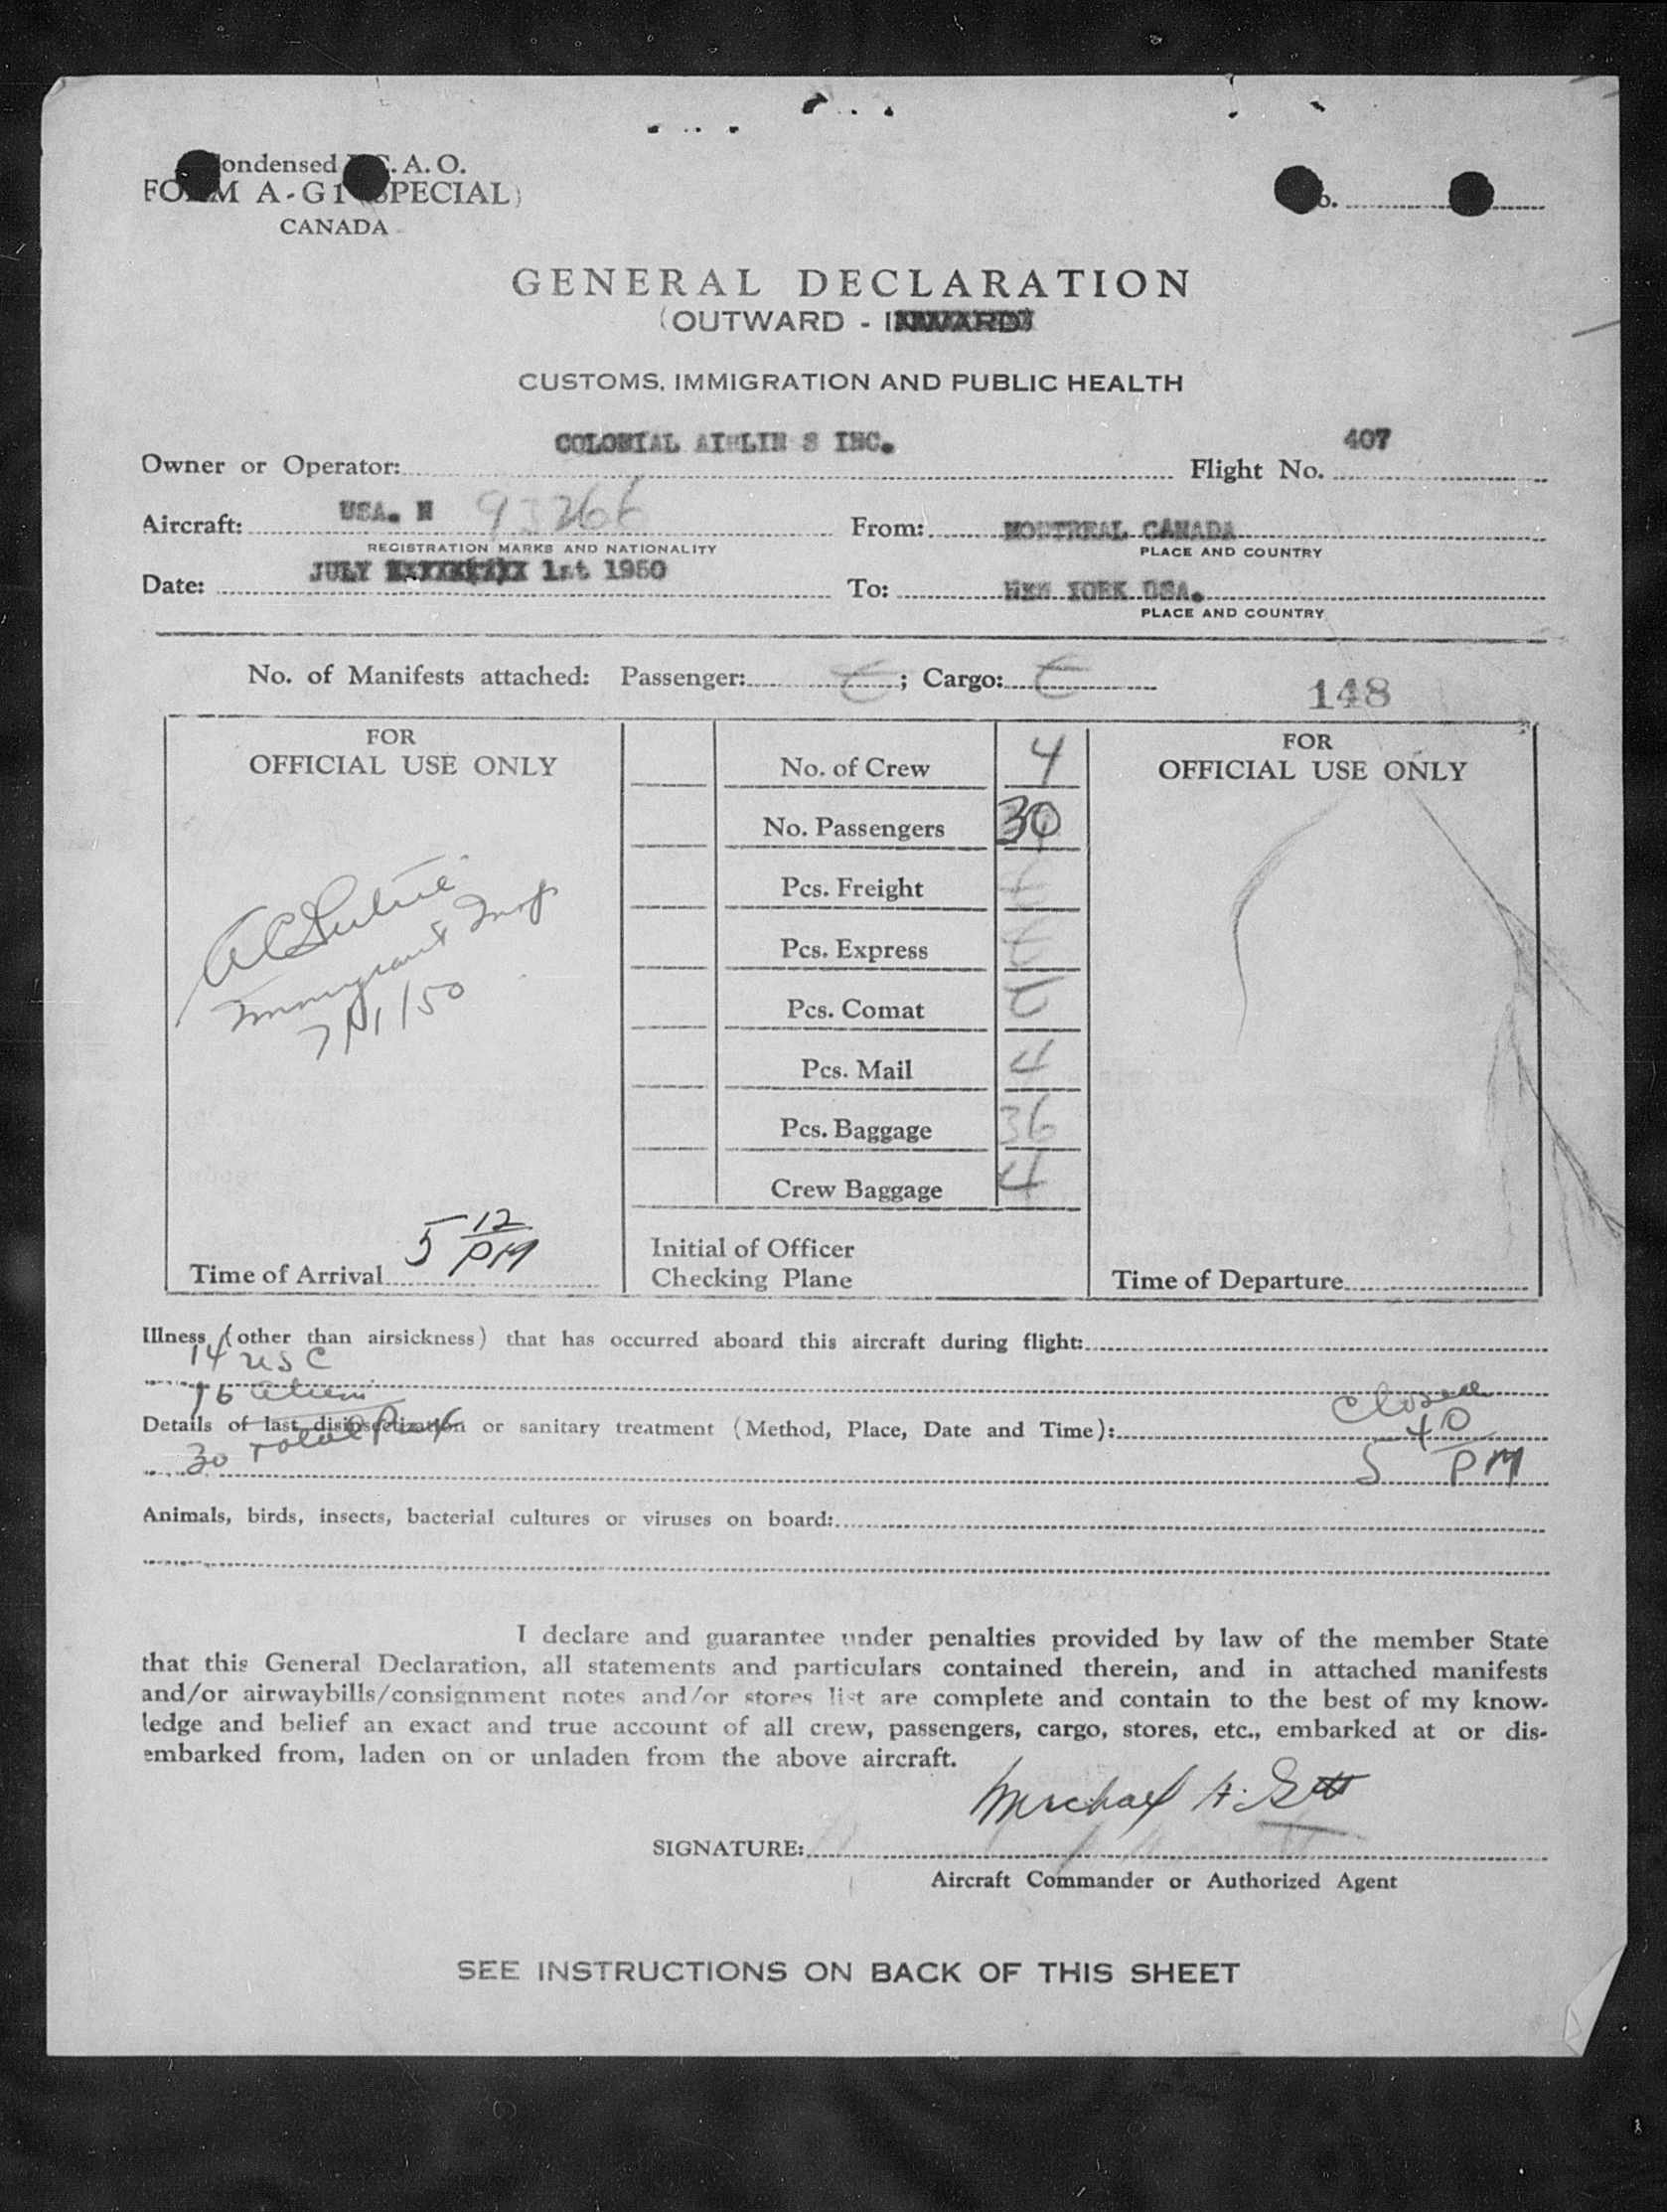 Condensed I.C.A.O.
FORM A-G1 (SPECIAL)
CANADA
No.
GENERAL DECLARATION
(OUTWARD - INWARD)
CUSTOMS, IMMIGRATION AND PUBLIC HEALTH
Owner or Operator: COLONIAL AIRLIN S INC. Flight No. 407
Aircraft: USA. N 93266 From: MONTREAL CANADA
REGISTRATION MARKS AND NATIONALITY PLACE AND COUNTRY
Date: JULY 1st 1950 To: NEW YORK USA.
PLACE AND COUNTRY
No. of Manifests attached: Passenger: ; Cargo:
148
FOR
OFFICIAL USE ONLY
Immigrant Insp
7/1/50
Time of Arrival 5 12 PM
No. of Crew 4
No. Passengers 30
Pcs. Freight
Pcs. Express
Pcs. Comat
Pcs. Mail 4
Pcs. Baggage 36
Crew Baggage 4
Initial of Officer
Checking Plane
FOR
OFFICIAL USE ONLY
Time of Departure
Illness (other than airsickness) that has occurred aboard this aircraft during flight:
14 USC
16 alien
Closed
Details of last disinsectization or sanitary treatment (Method, Place, Date and Time):
30 total
5 40 PM
Animals, birds, insects, bacterial cultures or viruses on board:
I declare and guarantee under penalties provided by law of the member State
that this General Declaration, all statements and particulars contained therein, and in attached manifests
and/or airwaybills/consignment notes and/or stores list are complete and contain to the best of my know-
ledge and belief an exact and true account of all crew, passengers, cargo, stores, etc., embarked at or dis-
embarked from, laden on or unladen from the above aircraft.
Michael H.
SIGNATURE:
Aircraft Commander or Authorized Agent
SEE INSTRUCTIONS ON BACK OF THIS SHEET